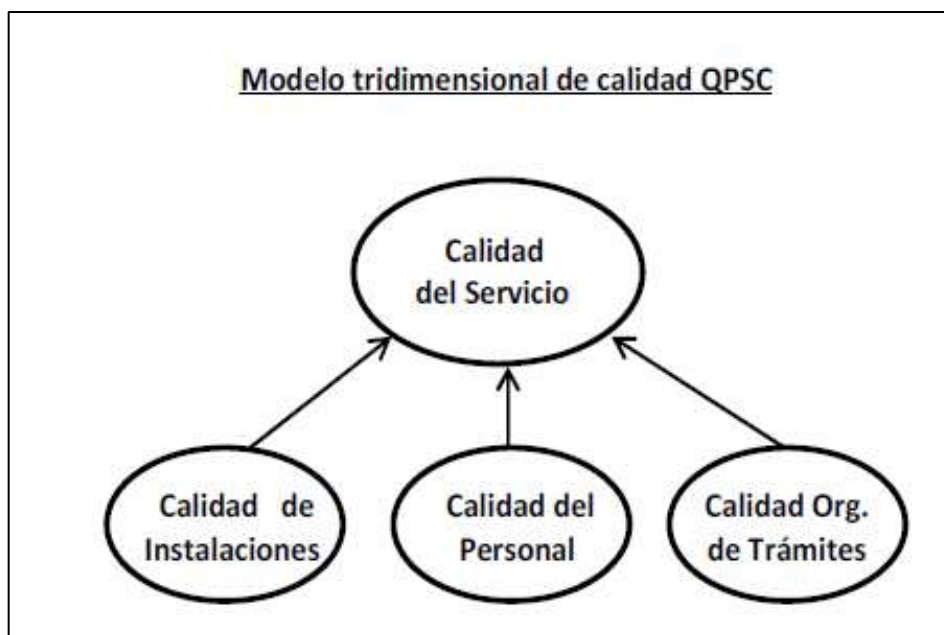 Modelo tridimensional de calidad QPSC
Calidad
del Servicio
Calidad de
Instalaciones
Calidad del
Personal
Calidad Org.
de Trámites